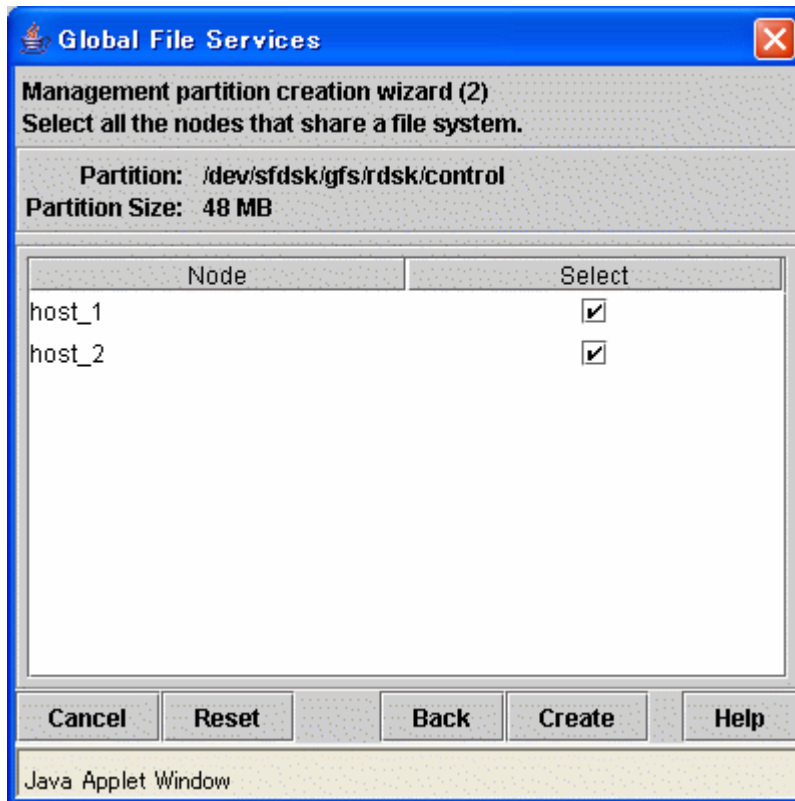 Global File Services
Management partition creation wizard (2)
Select all the nodes that share a file system.
Partition: /dev/sfdsk/gfs/rdsk/control
Partition Size: 48 MB
Node Select
host_1
host_2
Cancel Reset Back Create Help
Java Applet Window